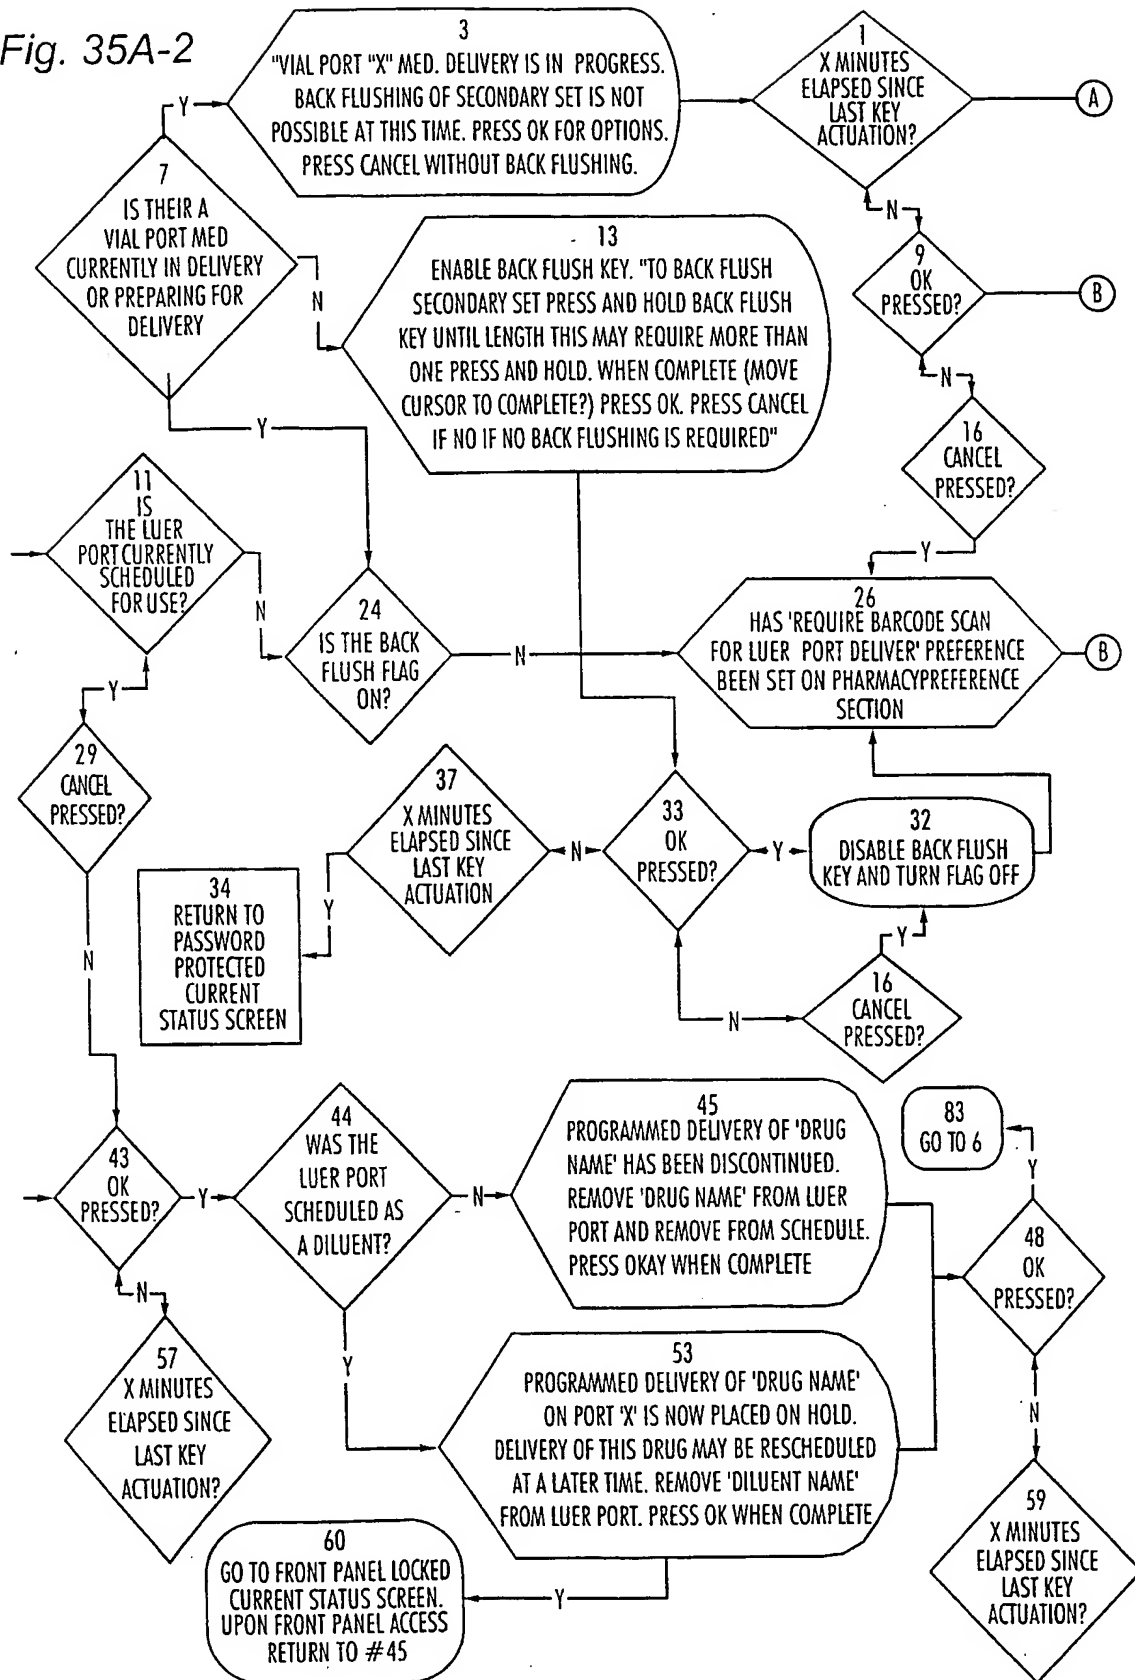 Fig. 35A-2
3
"VIAL PORT "X" MED. DELIVERY IS IN PROGRESS.
BACK FLUSHING OF SECONDARY SET IS NOT
POSSIBLE AT THIS TIME. PRESS OK FOR OPTIONS.
PRESS CANCEL WITHOUT BACK FLUSHING.
1
X MINUTES
ELAPSED SINCE
LAST KEY
ACTUATION?
A
Y
7
IS THEIR A
VIAL PORT MED
CURRENTLY IN DELIVERY
OR PREPARING FOR
DELIVERY
N
Y
13
ENABLE BACK FLUSH KEY. "TO BACK FLUSH
SECONDARY SET PRESS AND HOLD BACK FLUSH
KEY UNTIL LENGTH THIS MAY REQUIRE MORE THAN
ONE PRESS AND HOLD. WHEN COMPLETE (MOVE
CURSOR TO COMPLETE?) PRESS OK. PRESS CANCEL
IF NO IF NO BACK FLUSHING IS REQUIRED"
N
9
OK
PRESSED?
B
N
16
CANCEL
PRESSED?
Y
11
IS
THE LUER
PORT CURRENTLY
SCHEDULED
FOR USE?
N
Y
24
IS THE BACK
FLUSH FLAG
ON?
N
26
HAS 'REQUIRE BARCODE SCAN
FOR LUER PORT DELIVER' PREFERENCE
BEEN SET ON PHARMACYPREFERENCE
SECTION
B
29
CANCEL
PRESSED?
N
37
X MINUTES
ELAPSED SINCE
LAST KEY
ACTUATION
N
Y
33
OK
PRESSED?
Y
32
DISABLE BACK FLUSH
KEY AND TURN FLAG OFF
34
RETURN TO
PASSWORD
PROTECTED
CURRENT
STATUS SCREEN
Y
16
CANCEL
PRESSED?
N
43
OK
PRESSED?
Y
44
WAS THE
LUER PORT
SCHEDULED AS
A DILUENT?
N
45
PROGRAMMED DELIVERY OF 'DRUG
NAME' HAS BEEN DISCONTINUED.
REMOVE 'DRUG NAME' FROM LUER
PORT AND REMOVE FROM SCHEDULE.
PRESS OKAY WHEN COMPLETE
83
GO TO 6
Y
48
OK
PRESSED?
N
N
57
X MINUTES
ELAPSED SINCE
LAST KEY
ACTUATION?
Y
53
PROGRAMMED DELIVERY OF 'DRUG NAME'
ON PORT 'X' IS NOW PLACED ON HOLD.
DELIVERY OF THIS DRUG MAY BE RESCHEDULED
AT A LATER TIME. REMOVE 'DILUENT NAME'
FROM LUER PORT. PRESS OK WHEN COMPLETE
59
X MINUTES
ELAPSED SINCE
LAST KEY
ACTUATION?
60
GO TO FRONT PANEL LOCKED
CURRENT STATUS SCREEN.
UPON FRONT PANEL ACCESS
RETURN TO #45
Y